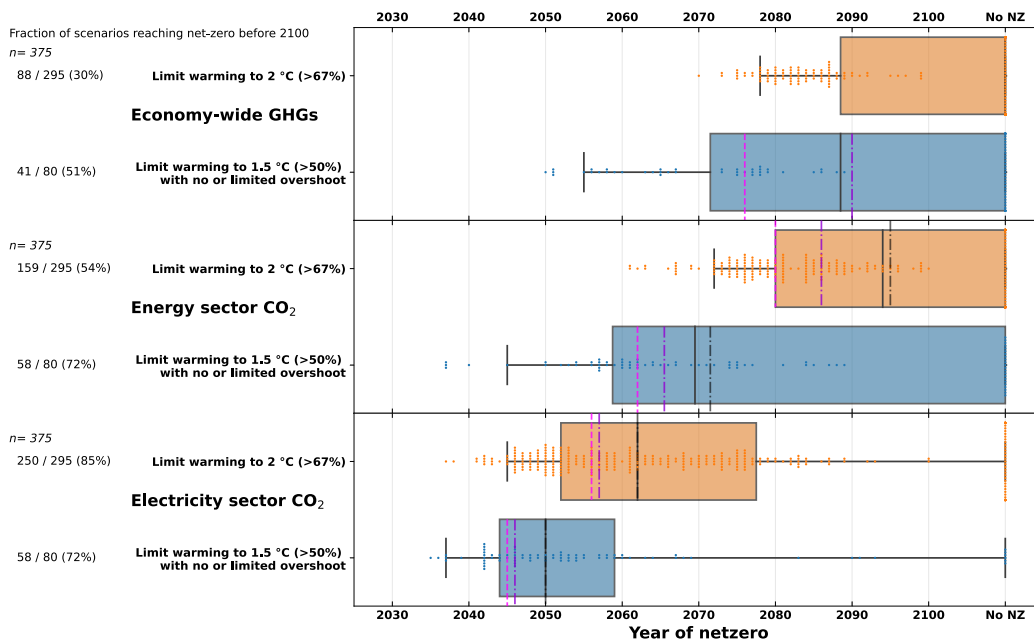 2030 2040 2050 2060 2070 2080 2090 2100 No NZ
Fraction of scenarios reaching net-zero before 2100
n= 375
88 / 295 (30%) Limit warming to 2 °C (>67%)
Economy-wide GHGs
41 / 80 (51%) Limit warming to 1.5 °C (>50%)
with no or limited overshoot
n= 375
159 / 295 (54%) Limit warming to 2 °C (>67%)
Energy sector CO₂
58 / 80 (72%) Limit warming to 1.5 °C (>50%)
with no or limited overshoot
n= 375
250 / 295 (85%) Limit warming to 2 °C (>67%)
Electricity sector CO₂
58 / 80 (72%) Limit warming to 1.5 °C (>50%)
with no or limited overshoot
2030 2040 2050 2060 2070 2080 2090 2100 No NZ
Year of netzero